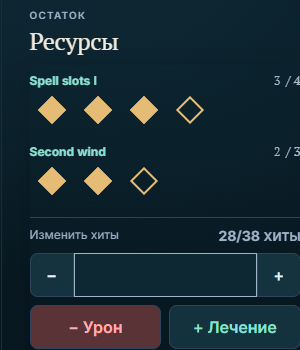 ОСТАТОК
Ресурсы
Spell slots I 3 / 4
Second wind 2 / 3
Изменить хиты 28/38 хиты
− +
− Урон + Лечение